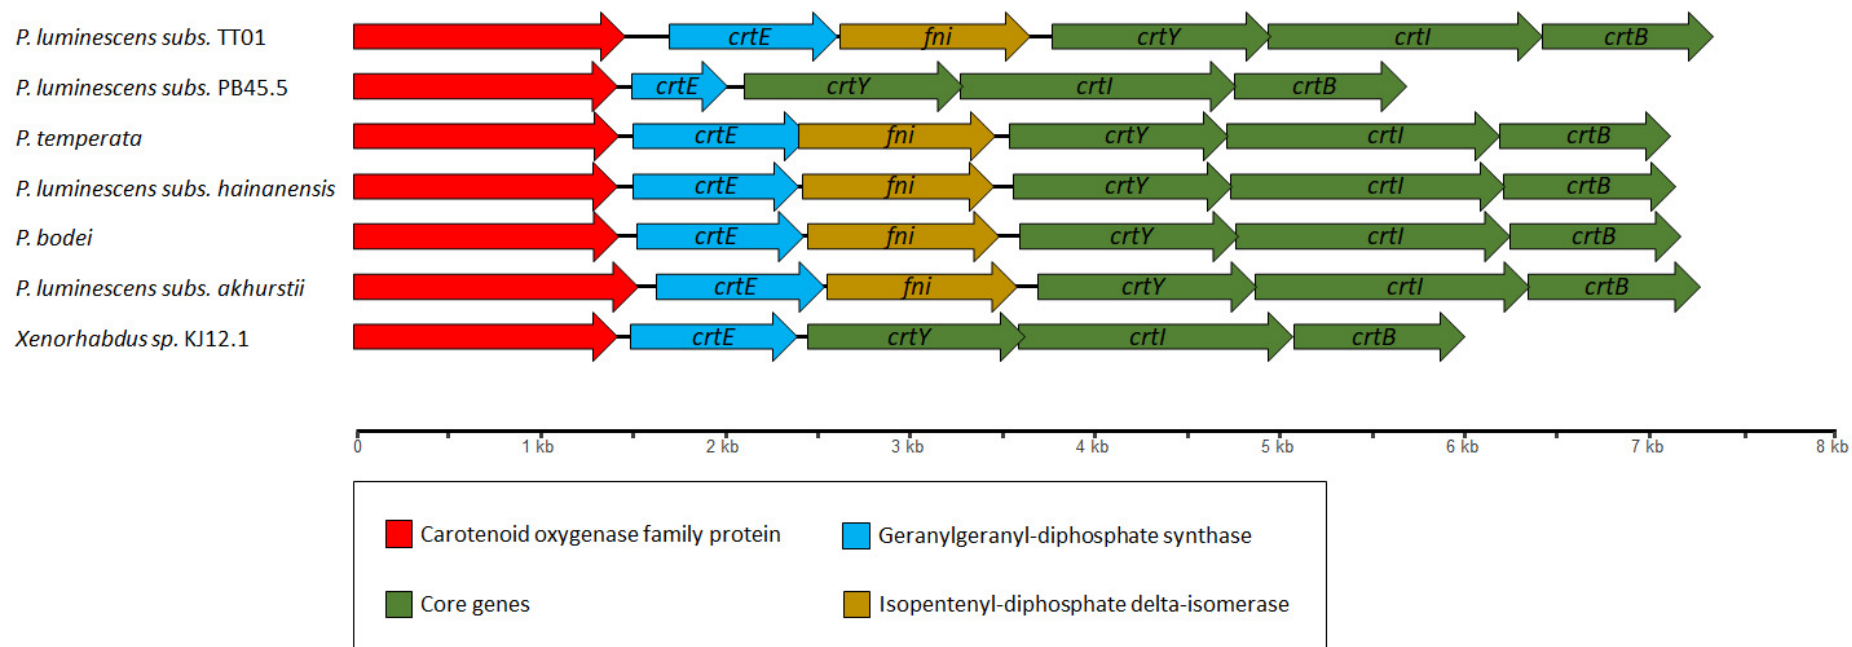 P. luminescens subs. TT01 crtE fni crtY crtI crtB
P. luminescens subs. PB45.5 crtE crtY crtI crtB
P. temperata crtE fni crtY crtI crtB
P. luminescens subs. hainanensis crtE fni crtY crtI crtB
P. bodei crtE fni crtY crtI crtB
P. luminescens subs. akhurstii crtE fni crtY crtI crtB
Xenorhabdus sp. KJ12.1 crtE crtY crtI crtB
0 1 kb 2 kb 3 kb 4 kb 5 kb 6 kb 7 kb 8 kb
Carotenoid oxygenase family protein Geranylgeranyl-diphosphate synthase
Core genes Isopentenyl-diphosphate delta-isomerase